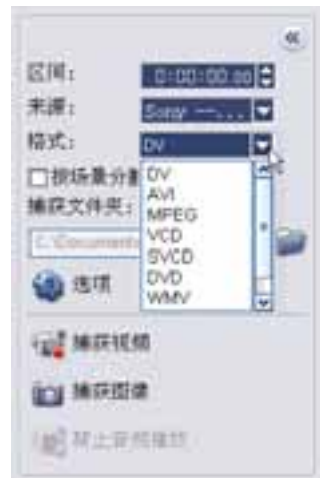 区间： 0:00:00.00
来源： Sony
格式： DV
按场景分割
DV
AVI
捕获文件夹： MPEG
VCD
C:\Documents
SVCD
选项 DVD
WMV
捕获视频
捕获图像
禁止音频播放